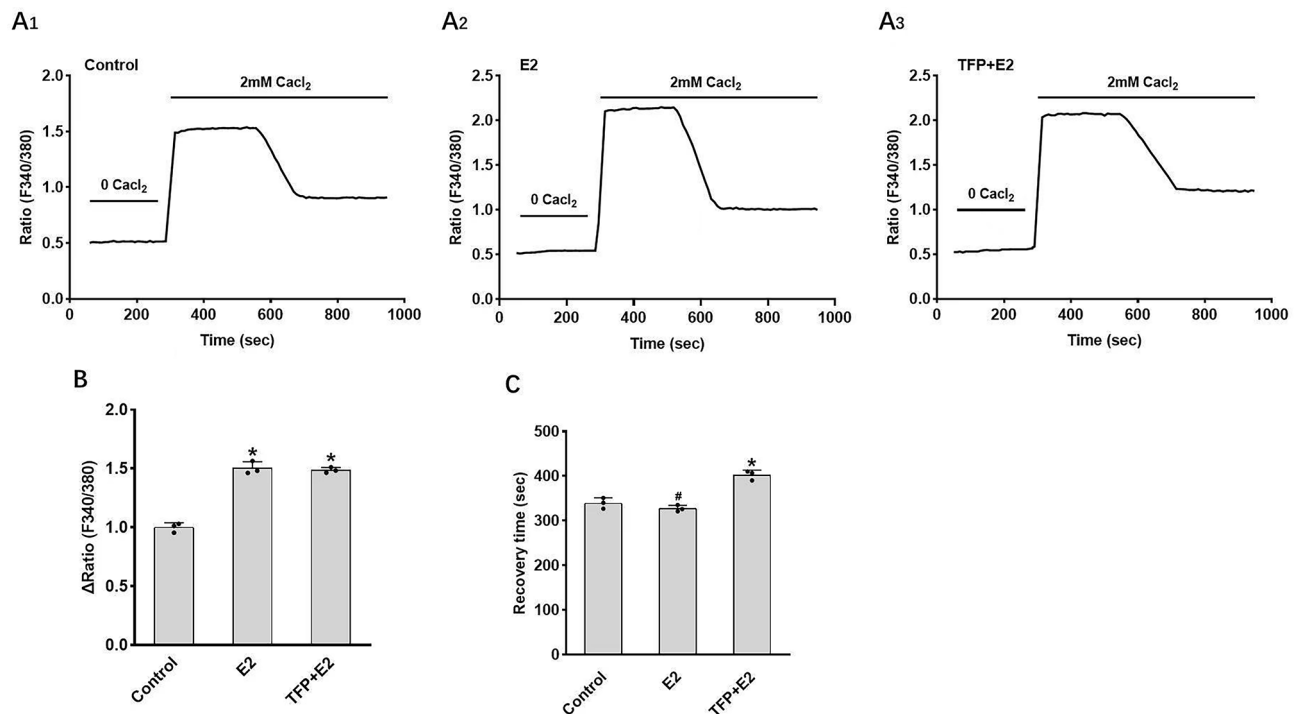 A1
Control
2mM Cacl2
0 Cacl2
Ratio (F340/380)
2.0
1.5
1.0
0.5
0.0
0 200 400 600 800 1000
Time (sec)
A2
E2
2mM Cacl2
0 Cacl2
Ratio (F340/380)
2.5
2.0
1.5
1.0
0.5
0.0
0 200 400 600 800 1000
Time (sec)
A3
TFP+E2
2mM Cacl2
0 Cacl2
Ratio (F340/380)
2.5
2.0
1.5
1.0
0.5
0.0
0 200 400 600 800 1000
Time (sec)
B
ΔRatio (F340/380)
2.0
1.5
1.0
0.5
0.0
* *
Control E2 TFP+E2
C
Recovery time (sec)
500
400
300
200
100
0
# *
Control E2 TFP+E2